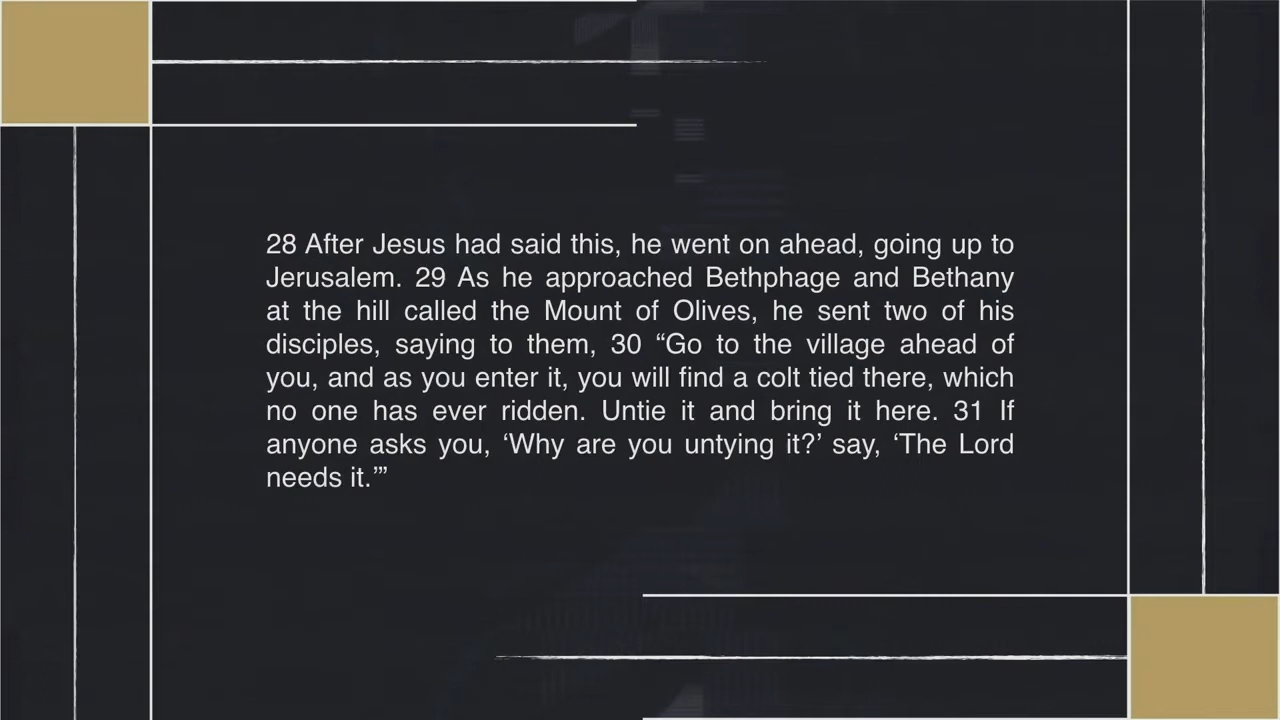 28 After Jesus had said this, he went on ahead, going up to
Jerusalem. 29 As he approached Bethphage and Bethany
at the hill called the Mount of Olives, he sent two of his
disciples, saying to them, 30 “Go to the village ahead of
you, and as you enter it, you will find a colt tied there, which
no one has ever ridden. Untie it and bring it here. 31 If
anyone asks you, ‘Why are you untying it?’ say, ‘The Lord
needs it.’”